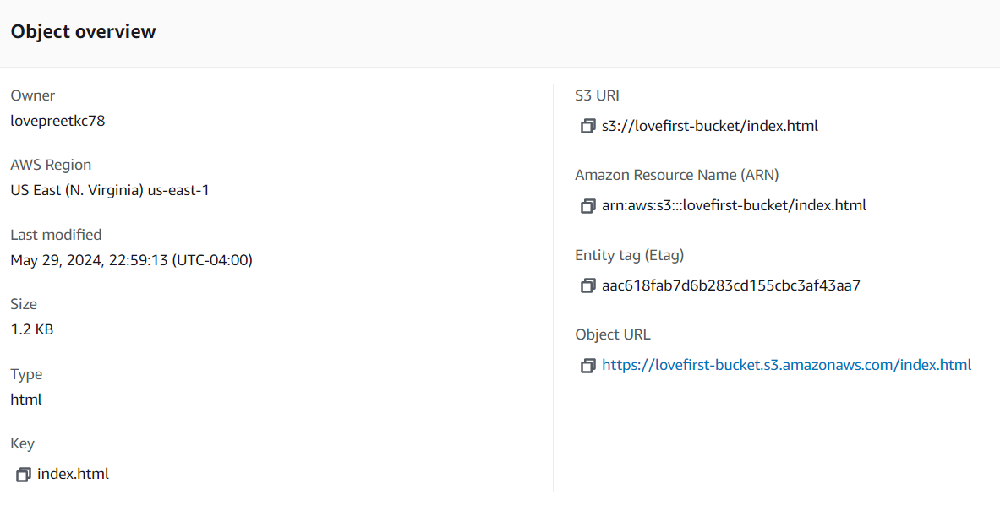 Object overview
Owner
lovepreetkc78
AWS Region
US East (N. Virginia) us-east-1
Last modified
May 29, 2024, 22:59:13 (UTC-04:00)
Size
1.2 KB
Type
html
Key
index.html
S3 URI
s3://lovefirst-bucket/index.html
Amazon Resource Name (ARN)
arn:aws:s3:::lovefirst-bucket/index.html
Entity tag (Etag)
aac618fab7d6b283cd155cbc3af43aa7
Object URL
https://lovefirst-bucket.s3.amazonaws.com/index.html